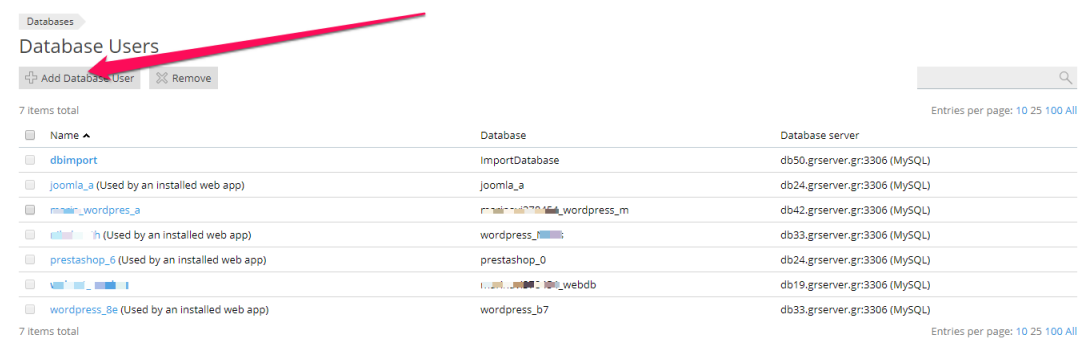 Databases
Database Users
Add Database User Remove
7 items total Entries per page: 10 25 100 All
Name Database Database server
dbimport ImportDatabase db50.grserver.gr:3306 (MySQL)
joomla_a (Used by an installed web app) joomla_a db24.grserver.gr:3306 (MySQL)
_wordpres_a _wordpress_m db42.grserver.gr:3306 (MySQL)
(Used by an installed web app) wordpress_ db33.grserver.gr:3306 (MySQL)
prestashop_6 (Used by an installed web app) prestashop_0 db24.grserver.gr:3306 (MySQL)
_webdb db19.grserver.gr:3306 (MySQL)
wordpress_8e (Used by an installed web app) wordpress_b7 db33.grserver.gr:3306 (MySQL)
7 items total Entries per page: 10 25 100 All